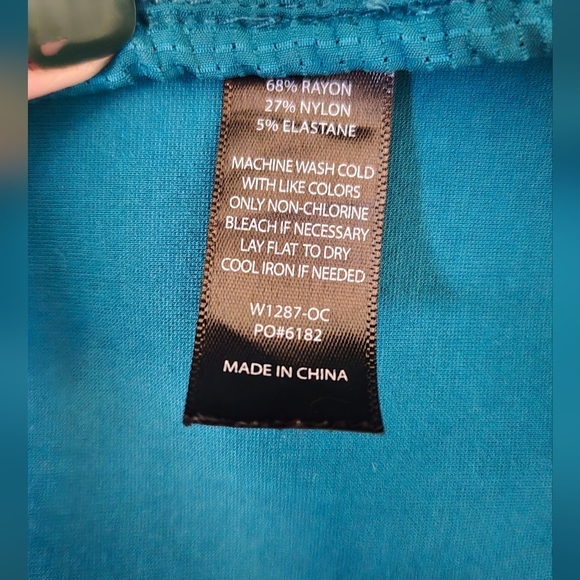 68% RAYON
27% NYLON
5% ELASTANE
MACHINE WASH COLD
WITH LIKE COLORS
ONLY NON-CHLORINE
BLEACH IF NECESSARY
LAY FLAT TO DRY
COOL IRON IF NEEDED
W1287-OC
PO#6182
MADE IN CHINA